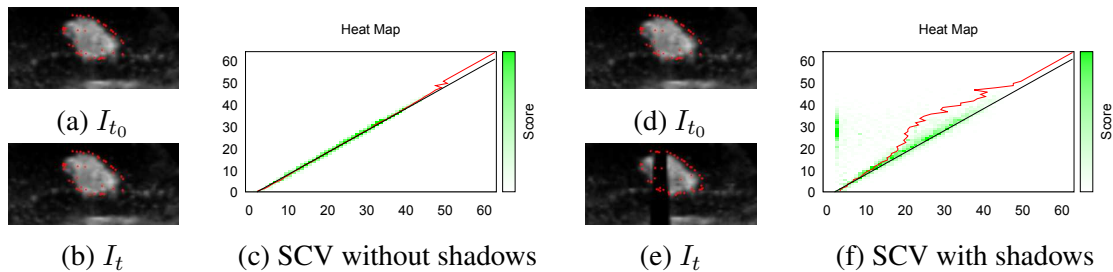 (a) I_{t_0}
(b) I_t
Heat Map
60
50
40
30
20
10
0
0 10 20 30 40 50 60
Score
(c) SCV without shadows
(d) I_{t_0}
(e) I_t
Heat Map
60
50
40
30
20
10
0
0 10 20 30 40 50 60
Score
(f) SCV with shadows